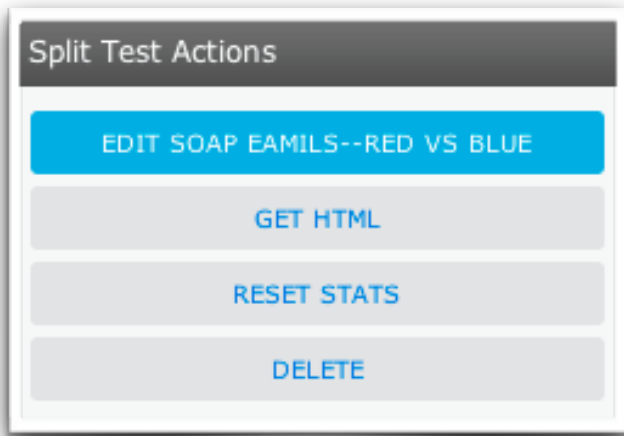 Split Test Actions
EDIT SOAP EAMILS--RED VS BLUE
GET HTML
RESET STATS
DELETE